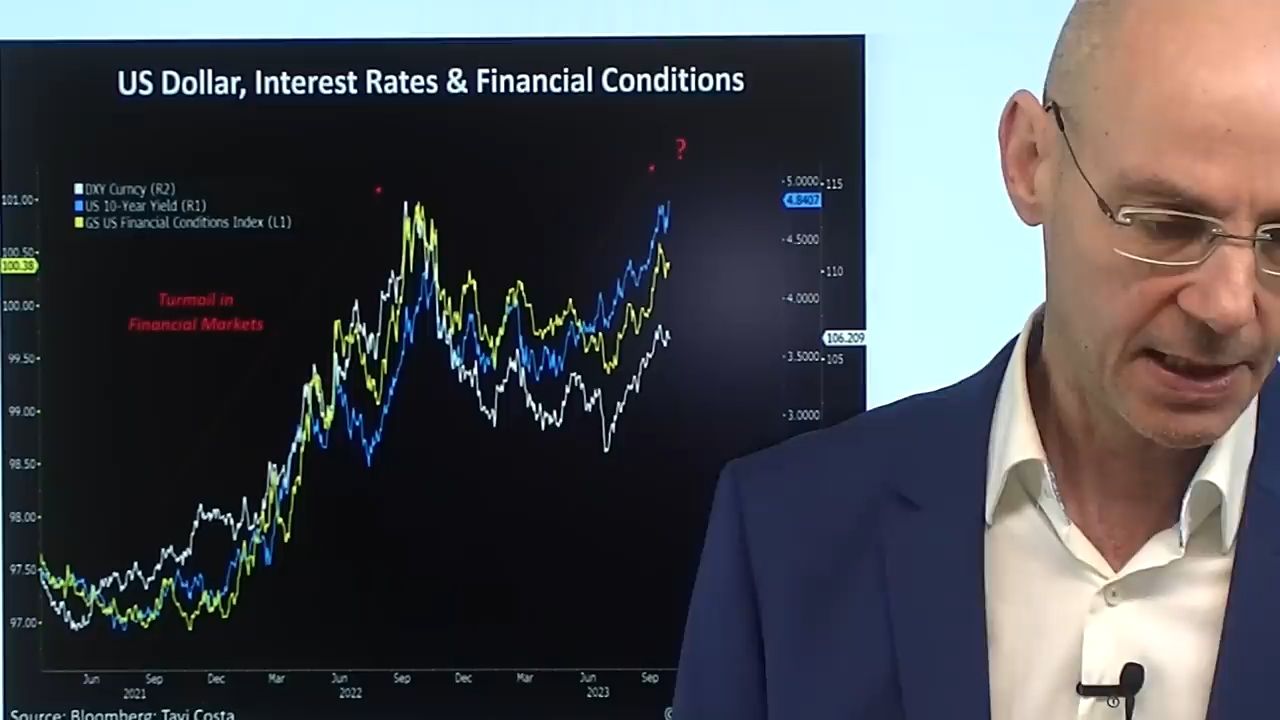 US Dollar, Interest Rates & Financial Conditions
?
DXY Curncy (R2)
US 10-Year Yield (R1)
GS US Financial Conditions Index (L1)
Turmoil in
Financial Markets
101.00
100.50
100.38
100.00
99.50
99.00
98.50
98.00
97.50
97.00
5.0000
4.8407
4.5000
4.0000
3.5000
3.0000
115
110
106.209
105
Jun Sep Dec Mar Jun Sep Dec Mar Jun Sep
2021 2022 2023
Source: Bloomberg; Tavi Costa
©